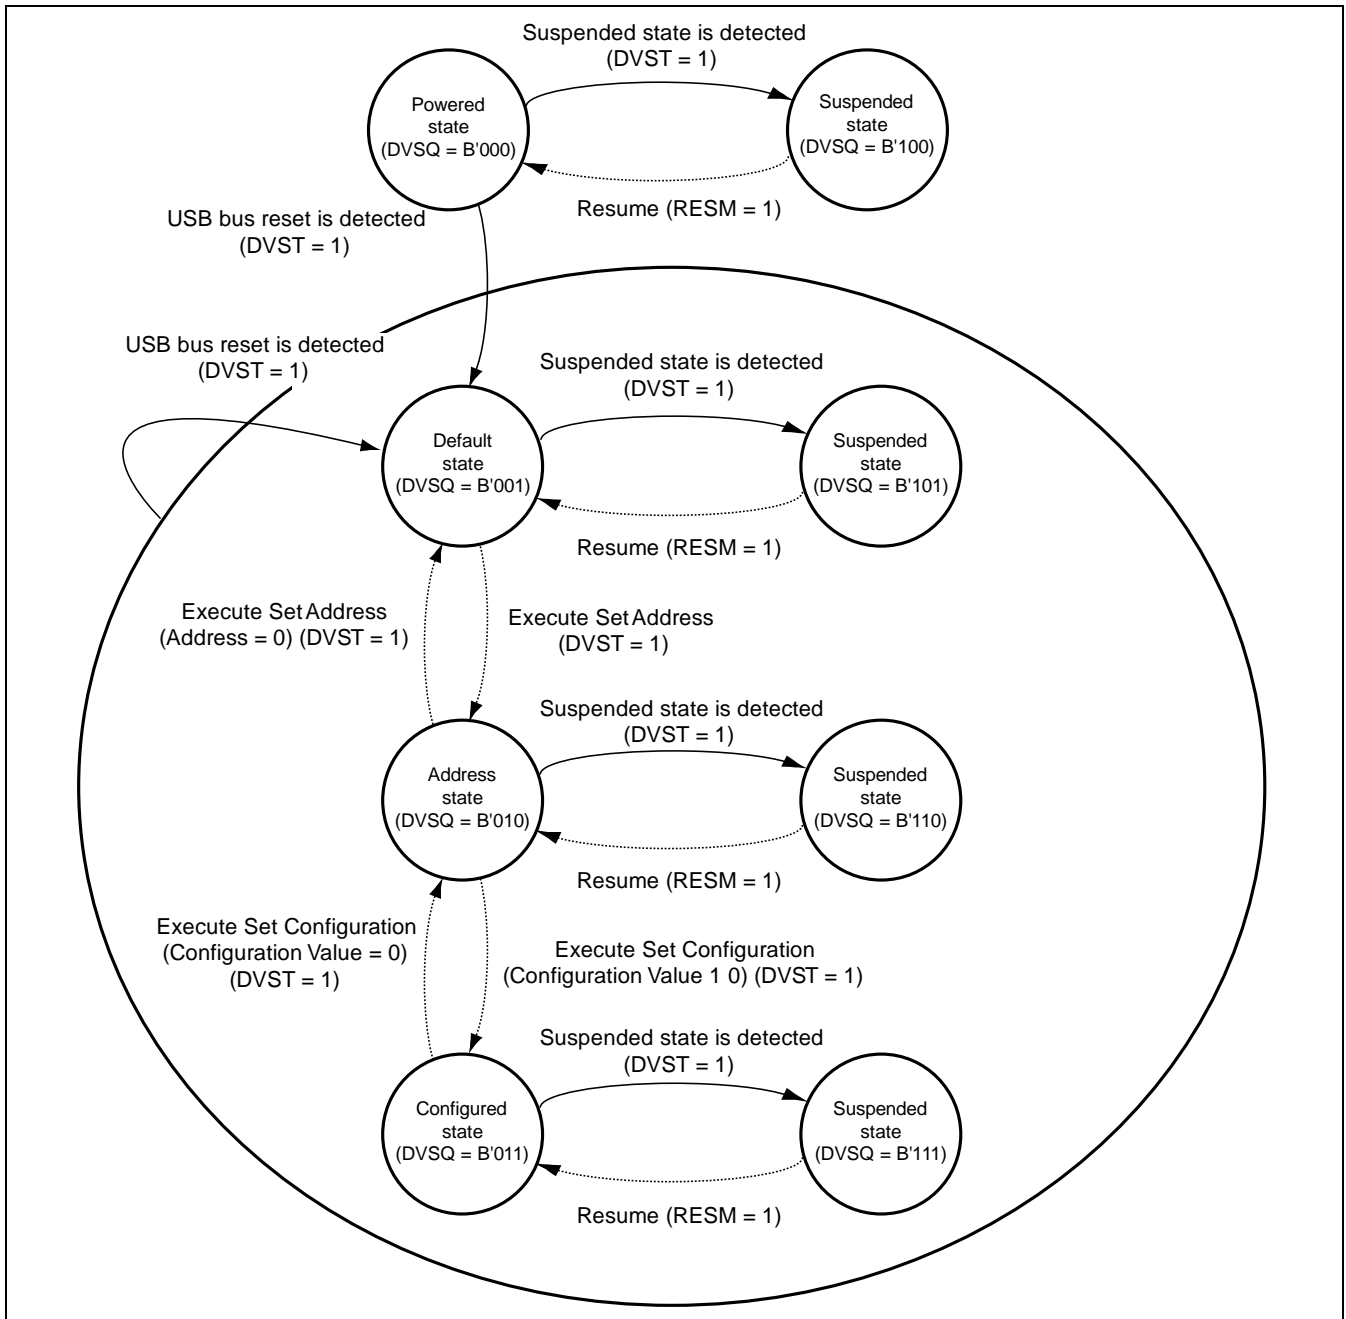 Suspended state is detected
(DVST = 1)
Powered
state
(DVSQ = B'000)
Suspended
state
(DVSQ = B'100)
Resume (RESM = 1)
USB bus reset is detected
(DVST = 1)
USB bus reset is detected
(DVST = 1)
Suspended state is detected
(DVST = 1)
Default
state
(DVSQ = B'001)
Suspended
state
(DVSQ = B'101)
Resume (RESM = 1)
Execute Set Address
(Address = 0) (DVST = 1)
Execute Set Address
(DVST = 1)
Suspended state is detected
(DVST = 1)
Address
state
(DVSQ = B'010)
Suspended
state
(DVSQ = B'110)
Resume (RESM = 1)
Execute Set Configuration
(Configuration Value = 0)
(DVST = 1)
Execute Set Configuration
(Configuration Value 1 0) (DVST = 1)
Suspended state is detected
(DVST = 1)
Configured
state
(DVSQ = B'011)
Suspended
state
(DVSQ = B'111)
Resume (RESM = 1)